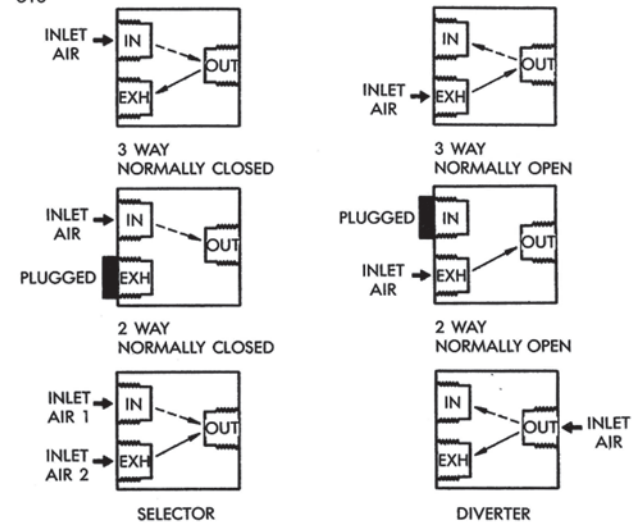 INLET
AIR
IN
OUT
EXH
3 WAY
NORMALLY CLOSED
IN
OUT
INLET
AIR
EXH
3 WAY
NORMALLY OPEN
INLET
AIR
IN
OUT
PLUGGED
EXH
2 WAY
NORMALLY CLOSED
PLUGGED
IN
OUT
INLET
AIR
EXH
2 WAY
NORMALLY OPEN
INLET
AIR 1
IN
OUT
INLET
AIR 2
EXH
SELECTOR
IN
OUT
INLET
AIR
EXH
DIVERTER